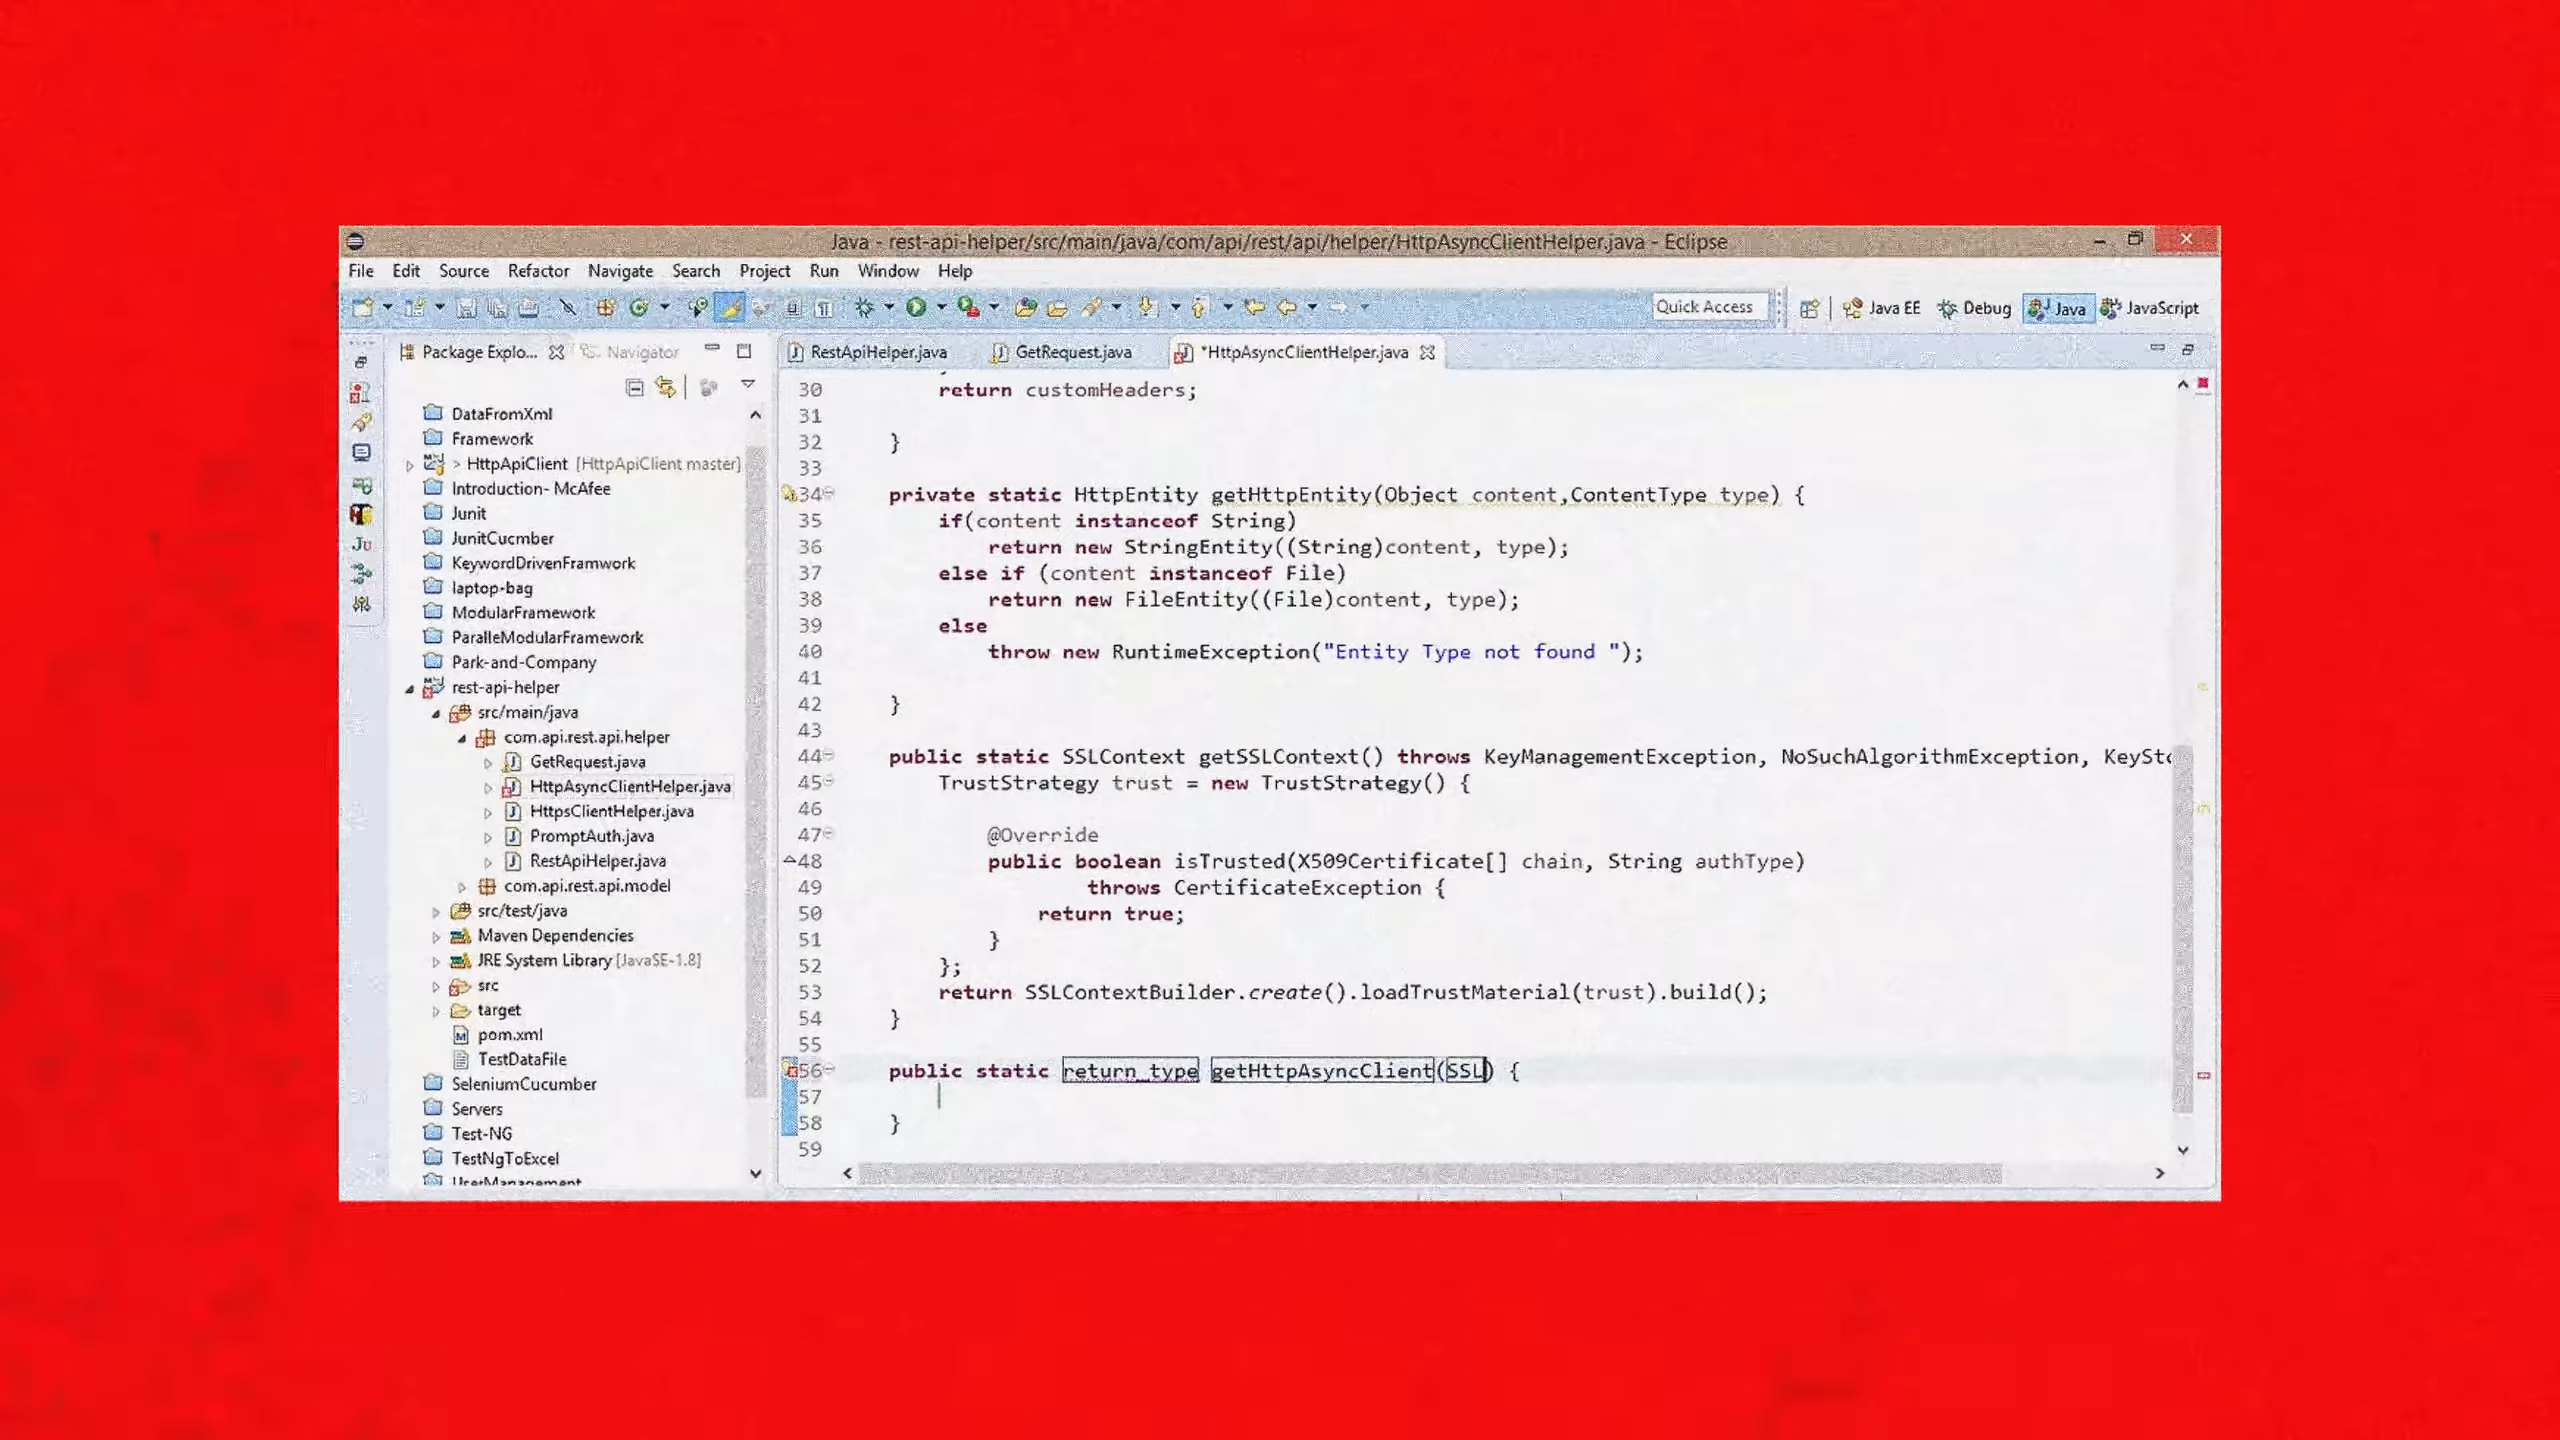 Java - rest-api-helper/src/main/java/com/api/rest/api/helper/HttpAsyncClientHelper.java - Eclipse
File Edit Source Refactor Navigate Search Project Run Window Help
Quick Access Java EE Debug Java JavaScript
Package Explo... Navigator
RestApiHelper.java GetRequest.java *HttpAsyncClientHelper.java
DataFromXml
Framework
> HttpApiClient [HttpApiClient master]
Introduction- McAfee
Junit
JunitCucmber
KeywordDrivenFramwork
laptop-bag
ModularFramework
ParalleModularFramework
Park-and-Company
rest-api-helper
src/main/java
com.api.rest.api.helper
GetRequest.java
HttpAsyncClientHelper.java
HttpsClientHelper.java
PromptAuth.java
RestApiHelper.java
com.api.rest.api.model
src/test/java
Maven Dependencies
JRE System Library [JavaSE-1.8]
src
target
pom.xml
TestDataFile
SeleniumCucumber
Servers
Test-NG
TestNgToExcel
UserManagement
30 return customHeaders;
31
32 }
33
34 private static HttpEntity getHttpEntity(Object content,ContentType type) {
35 if(content instanceof String)
36 return new StringEntity((String)content, type);
37 else if (content instanceof File)
38 return new FileEntity((File)content, type);
39 else
40 throw new RuntimeException("Entity Type not found ");
41
42 }
43
44 public static SSLContext getSSLContext() throws KeyManagementException, NoSuchAlgorithmException, KeySto
45 TrustStrategy trust = new TrustStrategy() {
46
47 @Override
48 public boolean isTrusted(X509Certificate[] chain, String authType)
49 throws CertificateException {
50 return true;
51 }
52 };
53 return SSLContextBuilder.create().loadTrustMaterial(trust).build();
54 }
55
56 public static return_type getHttpAsyncClient(SSL) {
57
58 }
59